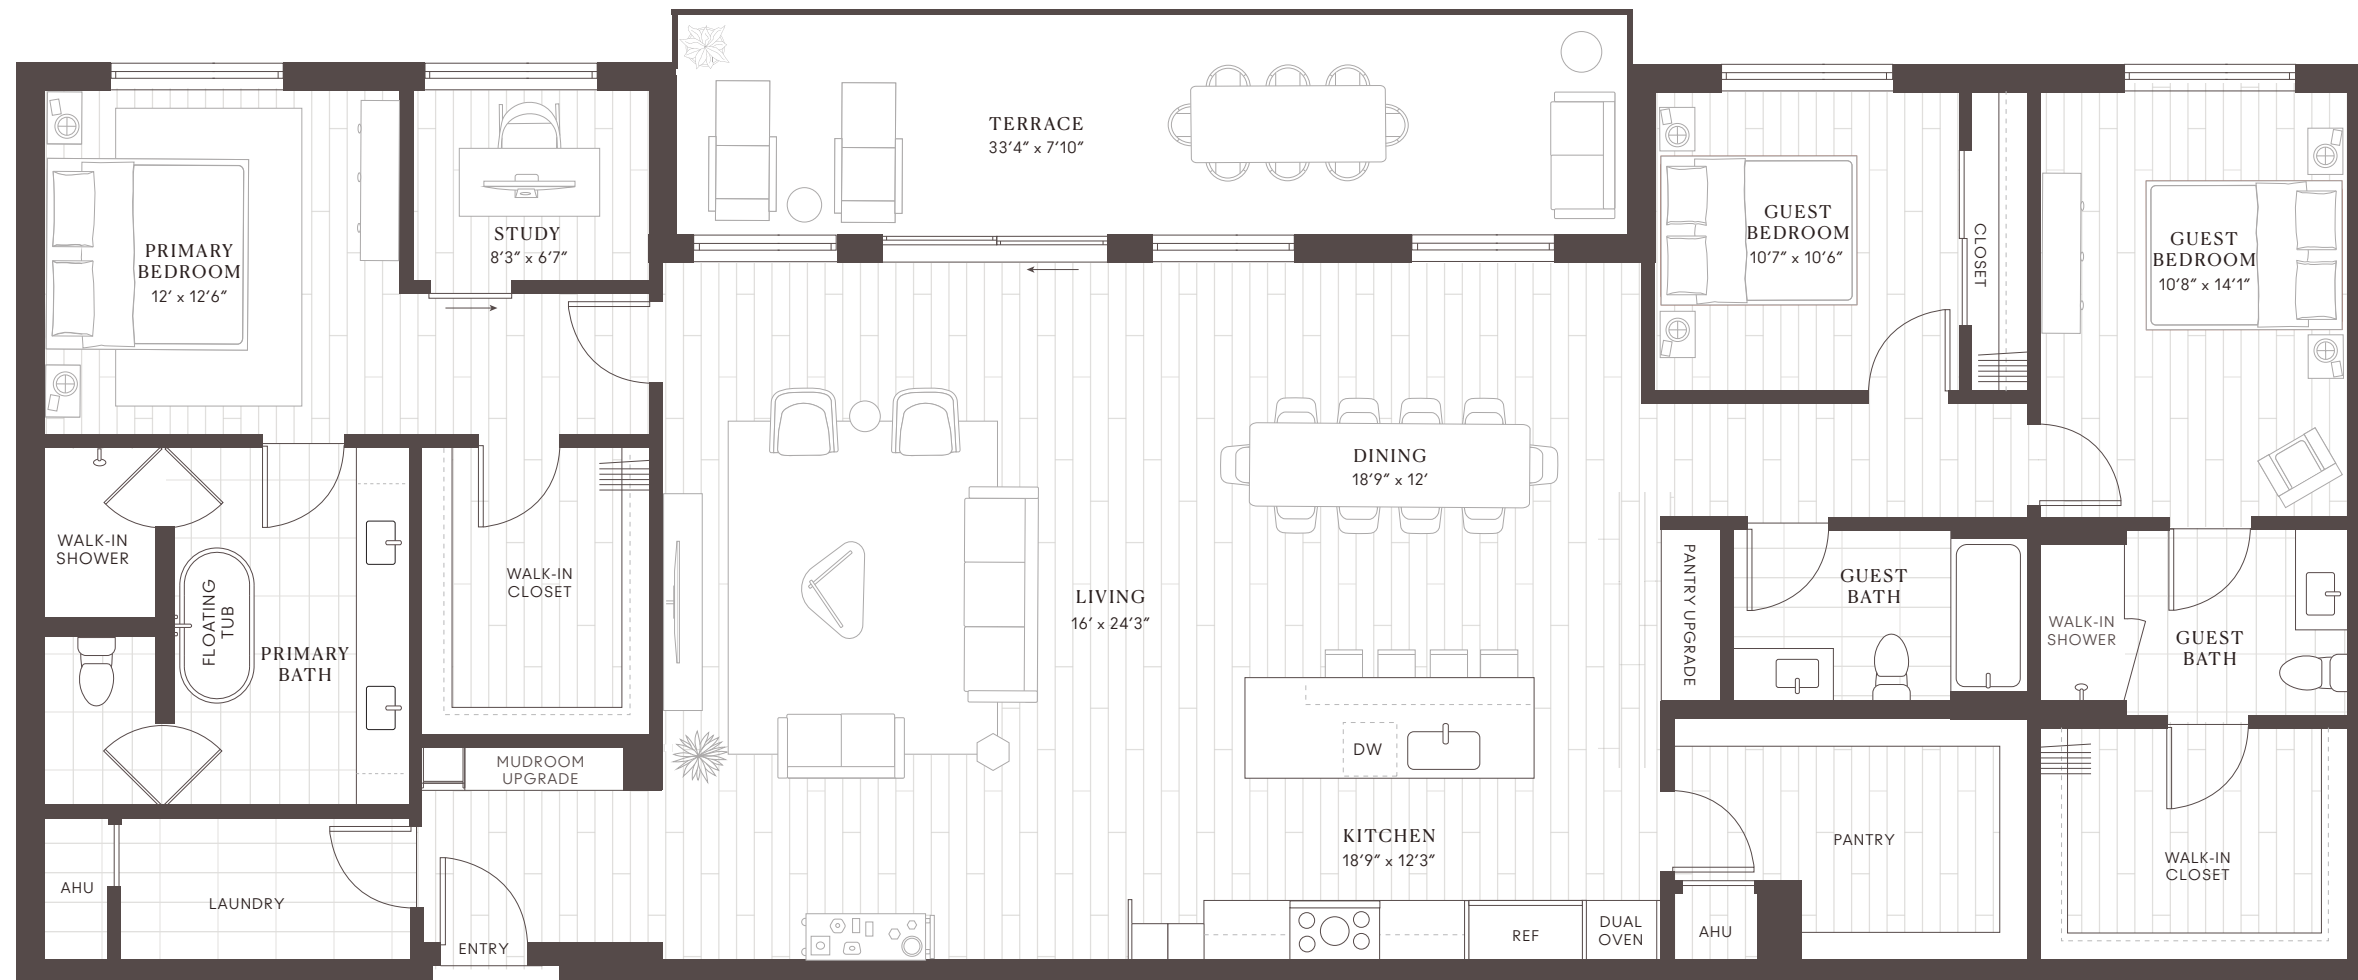 TERRACE
33'4" x 7'10"
PRIMARY
BEDROOM
12' x 12'6"
STUDY
8'3" x 6'7"
GUEST
BEDROOM
10'7" x 10'6"
CLOSET
GUEST
BEDROOM
10'8" x 14'1"
WALK-IN
SHOWER
FLOATING
TUB
PRIMARY
BATH
WALK-IN
CLOSET
LIVING
16' x 24'3"
DINING
18'9" x 12'
PANTRY UPGRADE
GUEST
BATH
WALK-IN
SHOWER
GUEST
BATH
MUDROOM
UPGRADE
DW
KITCHEN
18'9" x 12'3"
PANTRY
WALK-IN
CLOSET
AHU
LAUNDRY
ENTRY
REF
DUAL
OVEN
AHU